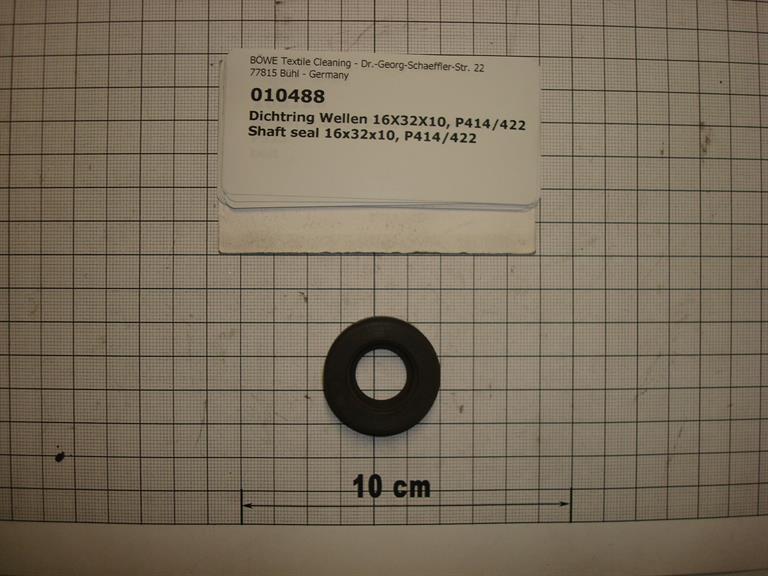 BÖWE Textile Cleaning - Dr.-Georg-Schaeffler-Str. 22
77815 Bühl - Germany
010488
Dichtring Wellen 16X32X10, P414/422
Shaft seal 16x32x10, P414/422
10 cm